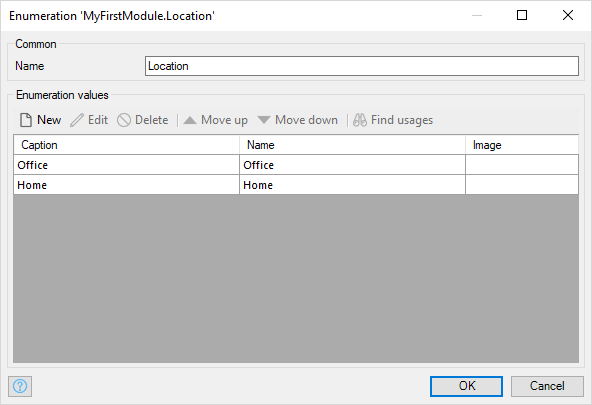 Enumeration 'MyFirstModule.Location'
Common
Name Location
Enumeration values
New Edit Delete Move up Move down Find usages
Caption Name Image
Office Office
Home Home
? OK Cancel